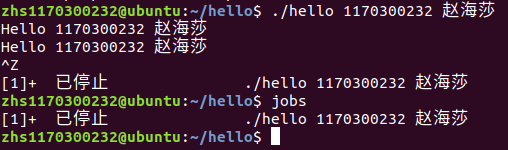 zhs1170300232@ubuntu:~/hello$ ./hello 1170300232 赵海莎
Hello 1170300232 赵海莎
Hello 1170300232 赵海莎
^Z
[1]+  已停止               ./hello 1170300232 赵海莎
zhs1170300232@ubuntu:~/hello$ jobs
[1]+  已停止               ./hello 1170300232 赵海莎
zhs1170300232@ubuntu:~/hello$